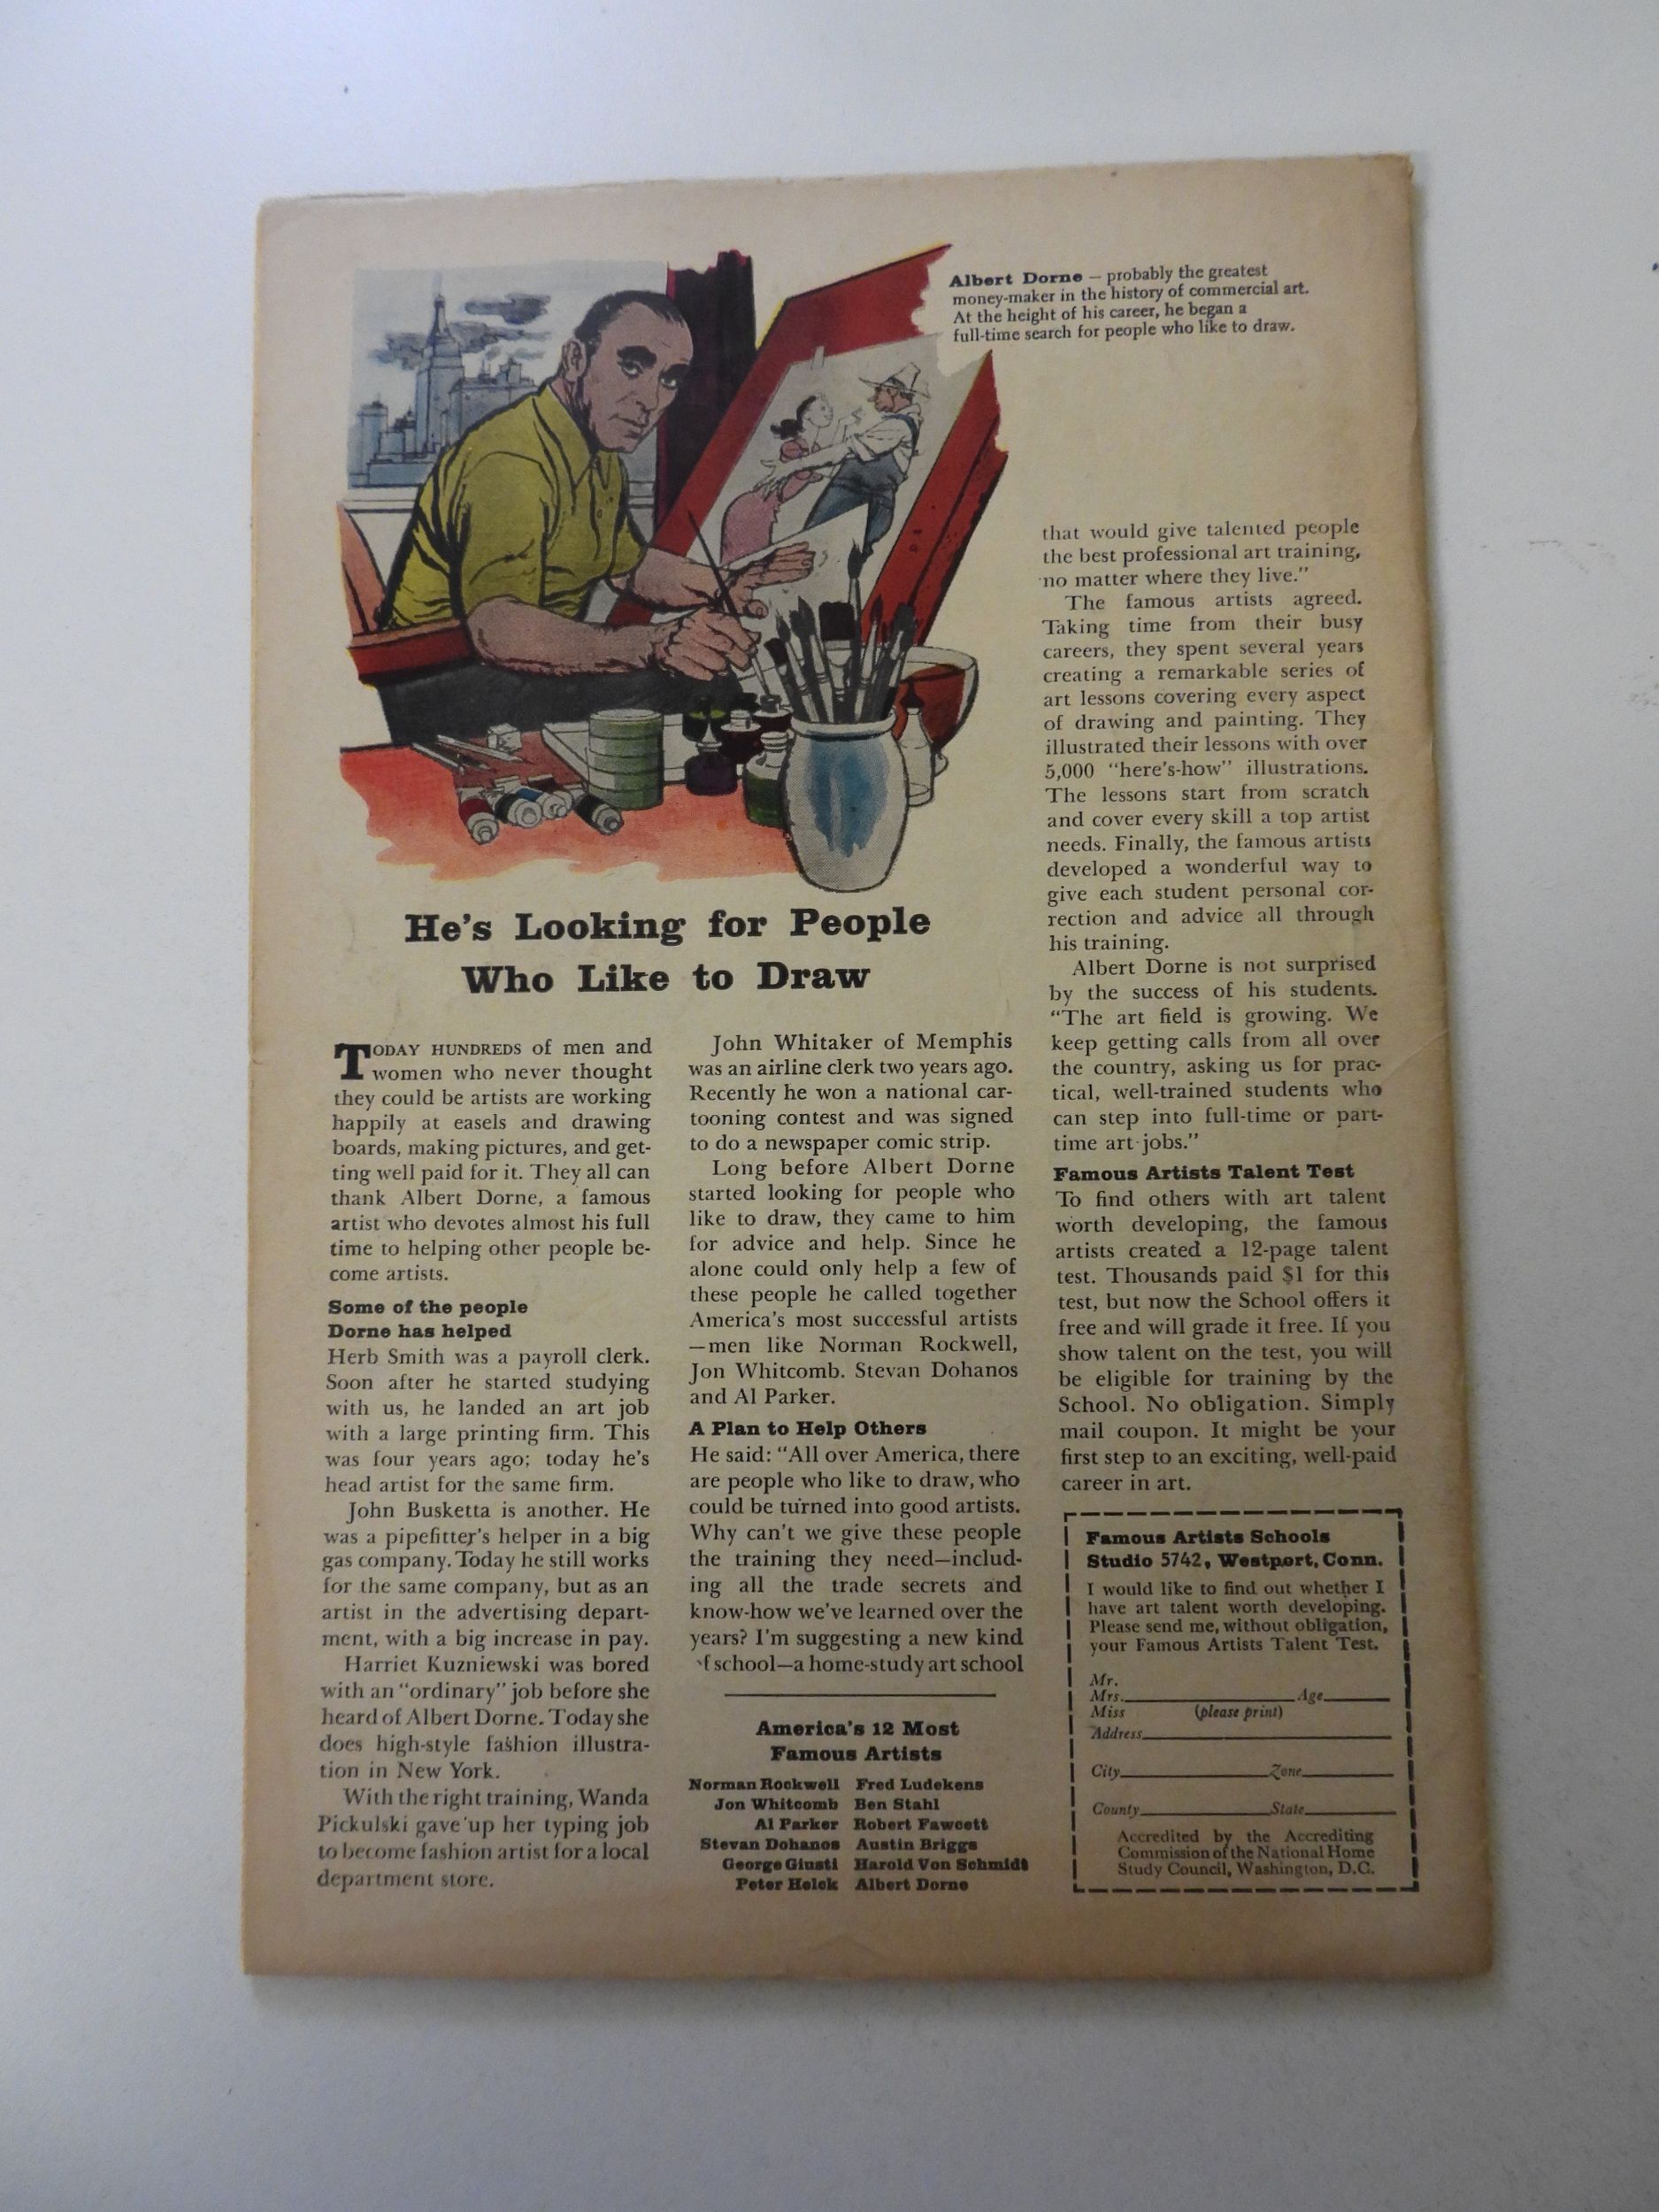 Albert Dorne – probably the greatest
money-maker in the history of commercial art.
At the height of his career, he began a
full-time search for people who like to draw.
He's Looking for People
Who Like to Draw
TODAY HUNDREDS of men and
women who never thought
they could be artists are working
happily at easels and drawing
boards, making pictures, and get-
ting well paid for it. They all can
thank Albert Dorne, a famous
artist who devotes almost his full
time to helping other people be-
come artists.
Some of the people
Dorne has helped
Herb Smith was a payroll clerk.
Soon after he started studying
with us, he landed an art job
with a large printing firm. This
was four years ago; today he's
head artist for the same firm.
John Busketta is another. He
was a pipefitter's helper in a big
gas company. Today he still works
for the same company, but as an
artist in the advertising depart-
ment, with a big increase in pay.
Harriet Kuzniewski was bored
with an "ordinary" job before she
heard of Albert Dorne. Today she
does high-style fashion illustra-
tion in New York.
With the right training, Wanda
Pickulski gave up her typing job
to become fashion artist for a local
department store.
John Whitaker of Memphis
was an airline clerk two years ago.
Recently he won a national car-
tooning contest and was signed
to do a newspaper comic strip.
Long before Albert Dorne
started looking for people who
like to draw, they came to him
for advice and help. Since he
alone could only help a few of
these people he called together
America's most successful artists
—men like Norman Rockwell,
Jon Whitcomb. Stevan Dohanos
and Al Parker.
A Plan to Help Others
He said: "All over America, there
are people who like to draw, who
could be turned into good artists.
Why can't we give these people
the training they need—includ-
ing all the trade secrets and
know-how we've learned over the
years? I'm suggesting a new kind
of school—a home-study art school
that would give talented people
the best professional art training,
no matter where they live."
The famous artists agreed.
Taking time from their busy
careers, they spent several years
creating a remarkable series of
art lessons covering every aspect
of drawing and painting. They
illustrated their lessons with over
5,000 "here's-how" illustrations.
The lessons start from scratch
and cover every skill a top artist
needs. Finally, the famous artists
developed a wonderful way to
give each student personal cor-
rection and advice all through
his training.
Albert Dorne is not surprised
by the success of his students.
"The art field is growing. We
keep getting calls from all over
the country, asking us for prac-
tical, well-trained students who
can step into full-time or part-
time art jobs."
Famous Artists Talent Test
To find others with art talent
worth developing, the famous
artists created a 12-page talent
test. Thousands paid $1 for this
test, but now the School offers it
free and will grade it free. If you
show talent on the test, you will
be eligible for training by the
School. No obligation. Simply
mail coupon. It might be your
first step to an exciting, well-paid
career in art.
America's 12 Most
Famous Artists
Norman Rockwell Fred Ludekens
Jon Whitcomb Ben Stahl
Al Parker Robert Fawcett
Stevan Dohanos Austin Briggs
George Giusti Harold Von Schmidt
Peter Helck Albert Dorne
Famous Artists Schools
Studio 5742, Westport, Conn.
I would like to find out whether I
have art talent worth developing.
Please send me, without obligation,
your Famous Artists Talent Test.
Mr.
Mrs. Age
Miss (please print)
Address
City Zone
County State
Accredited by the Accrediting
Commission of the National Home
Study Council, Washington, D.C.